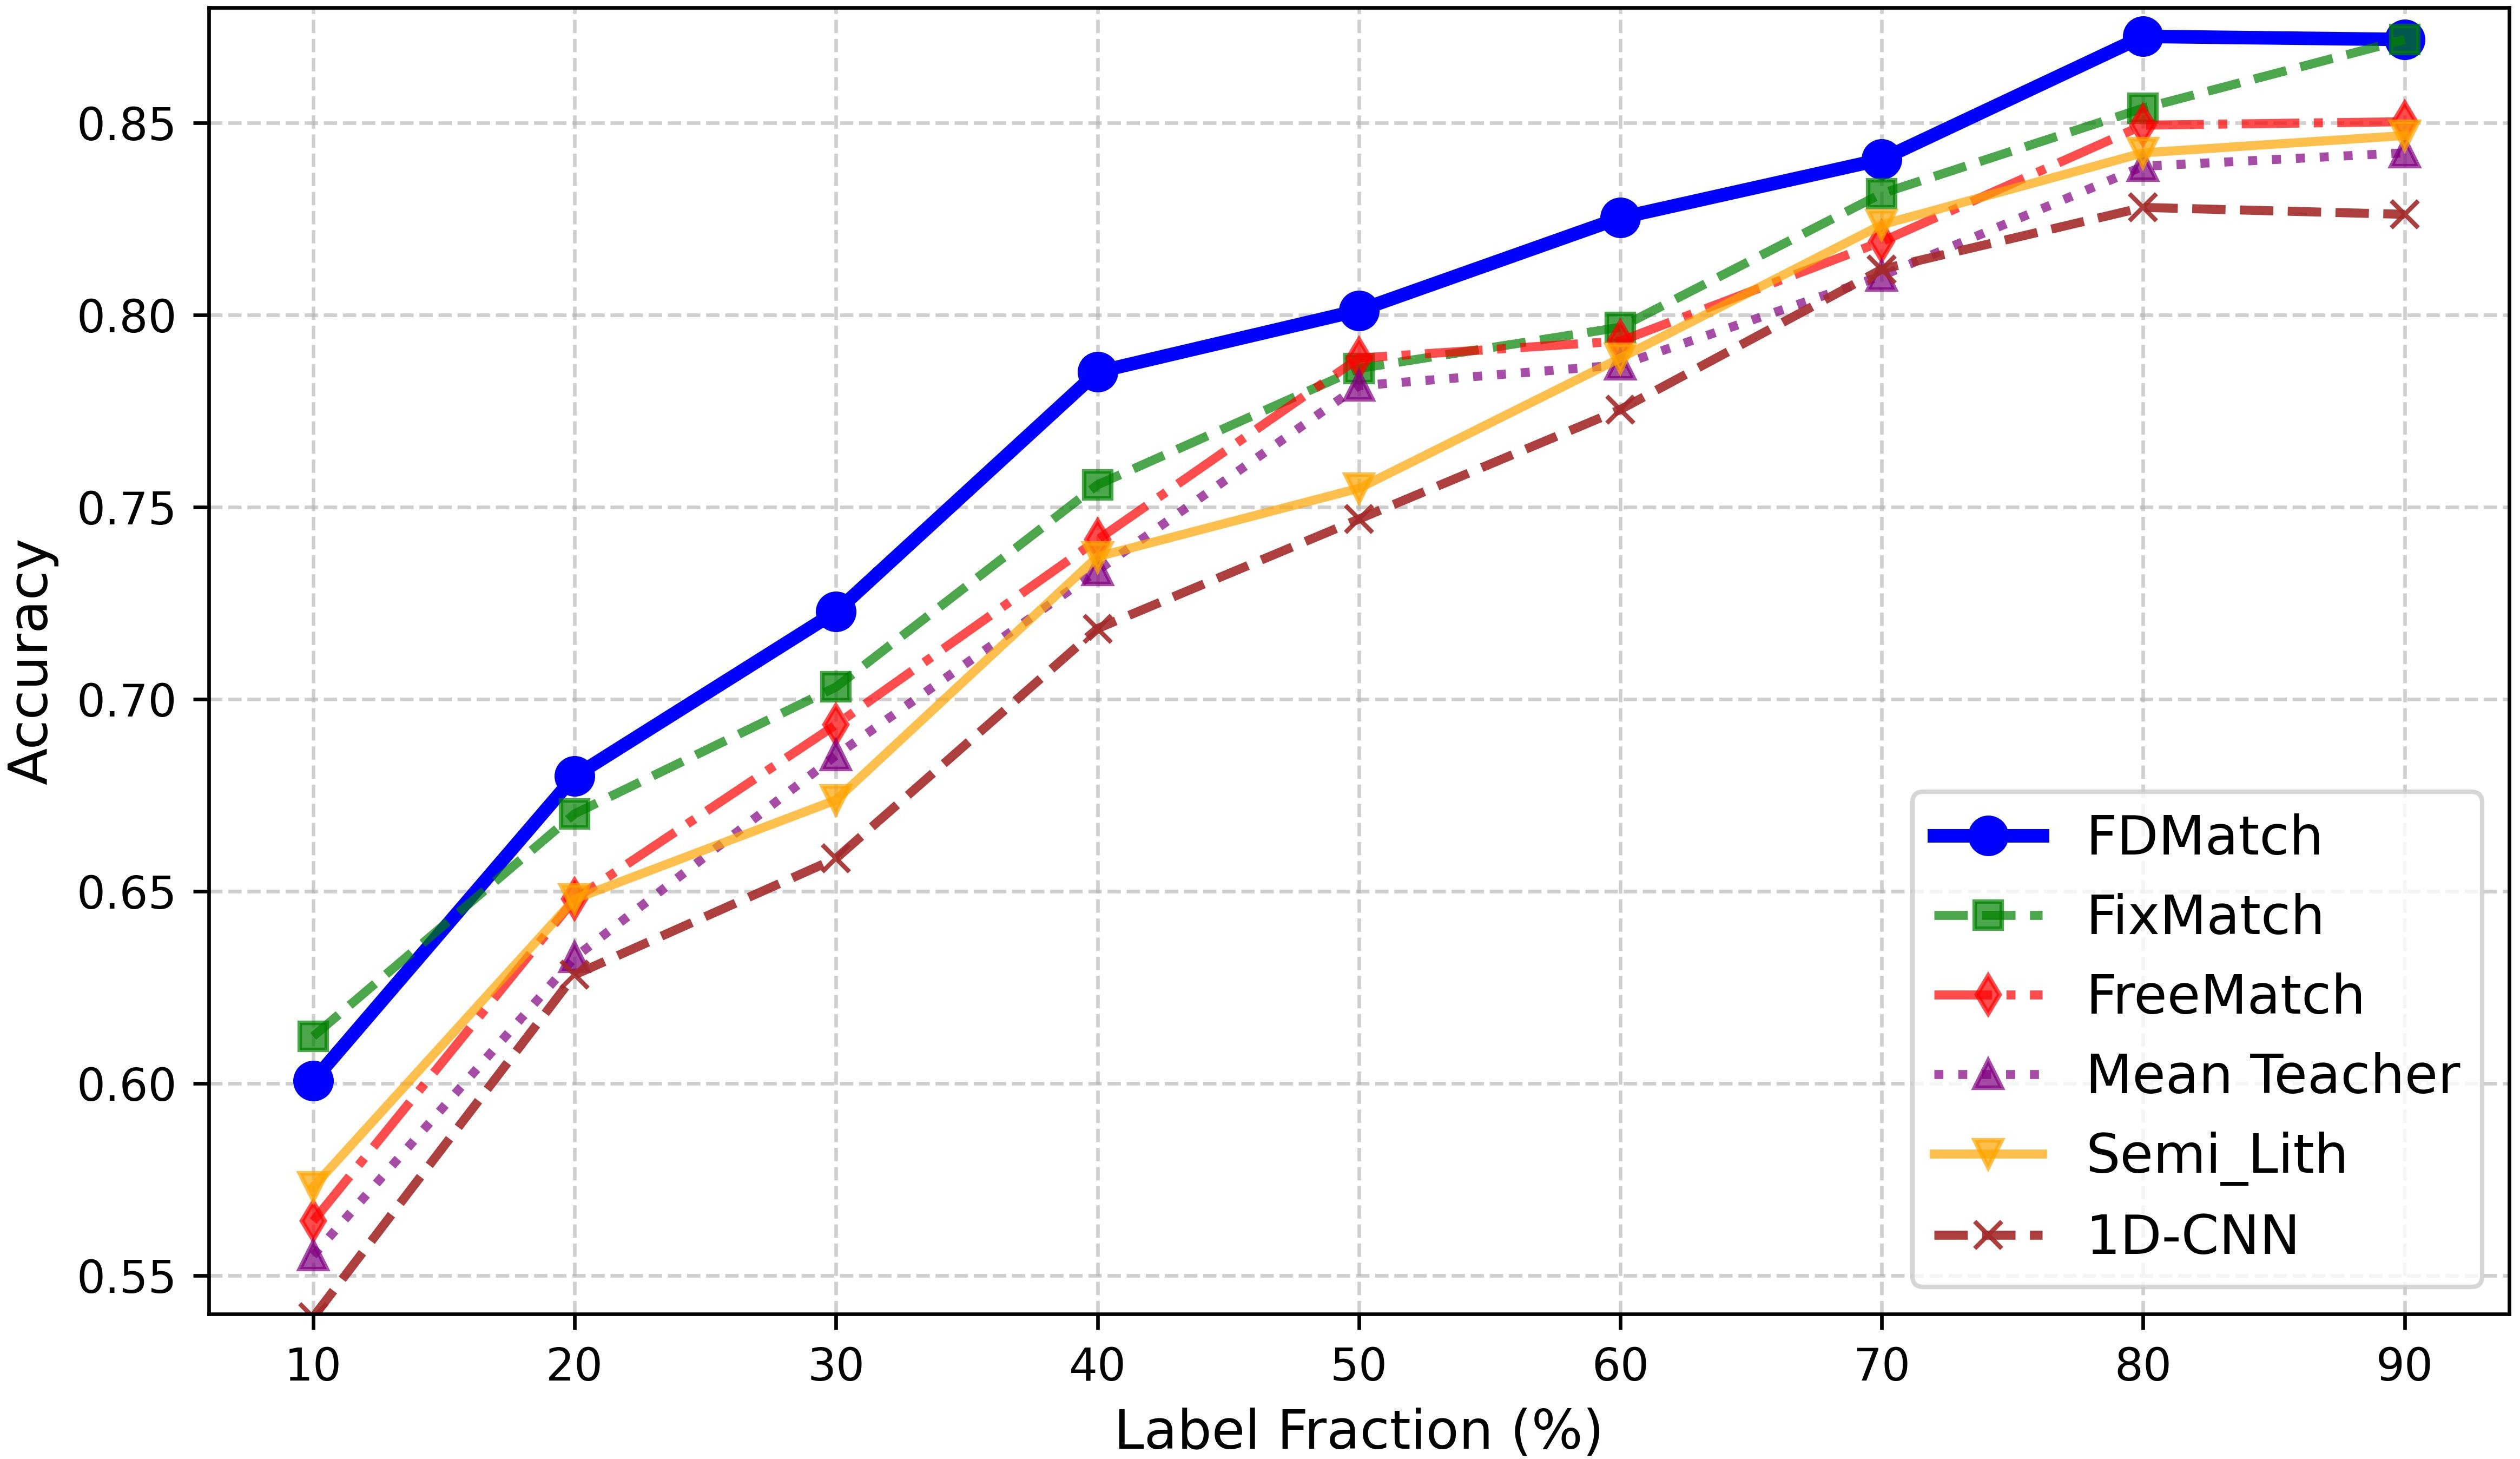 Accuracy
0.85
0.80
0.75
0.70
0.65
0.60
0.55
10 20 30 40 50 60 70 80 90
Label Fraction (%)
FDMatch
FixMatch
FreeMatch
Mean Teacher
Semi_Lith
1D-CNN